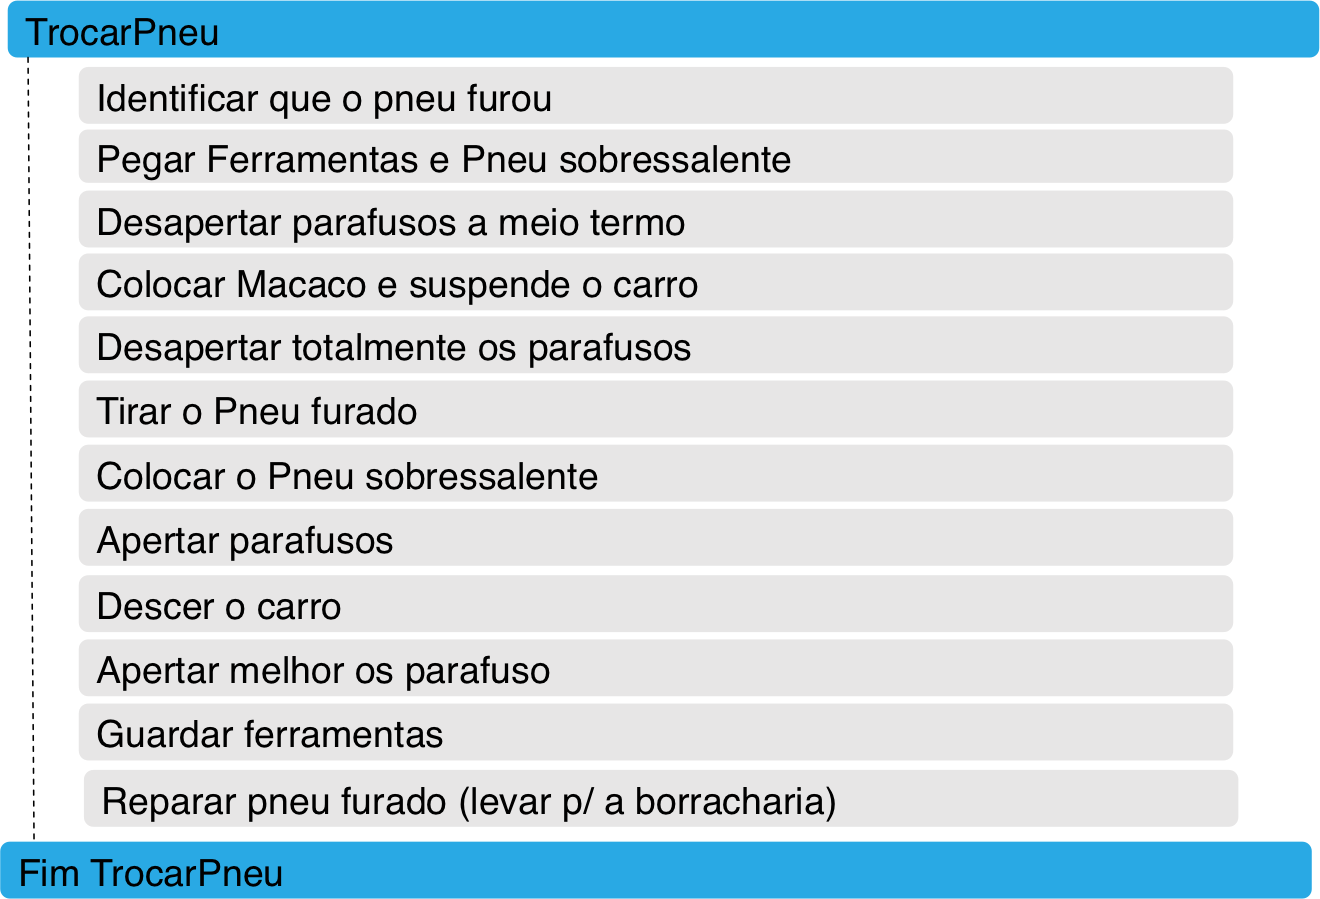 TrocarPneu
Identificar que o pneu furou
Pegar Ferramentas e Pneu sobressalente
Desapertar parafusos a meio termo
Colocar Macaco e suspende o carro
Desapertar totalmente os parafusos
Tirar o Pneu furado
Colocar o Pneu sobressalente
Apertar parafusos
Descer o carro
Apertar melhor os parafuso
Guardar ferramentas
Reparar pneu furado (levar p/ a borracharia)
Fim TrocarPneu